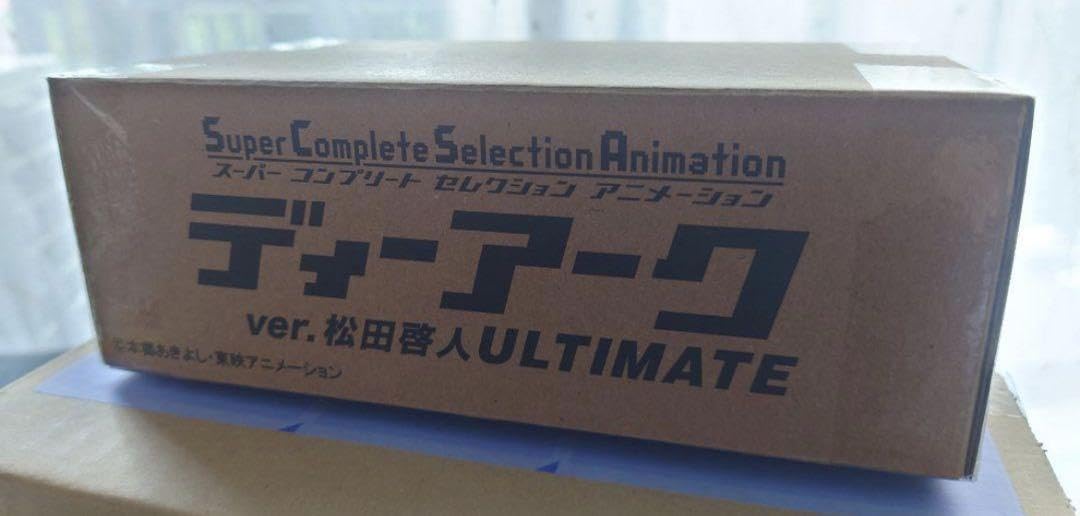 Super Complete Selection Animation
スーパー コンプリート セレクション アニメーション
ディーアーク
ver.松田啓人ULTIMATE
©本郷あきよし・東映アニメーション